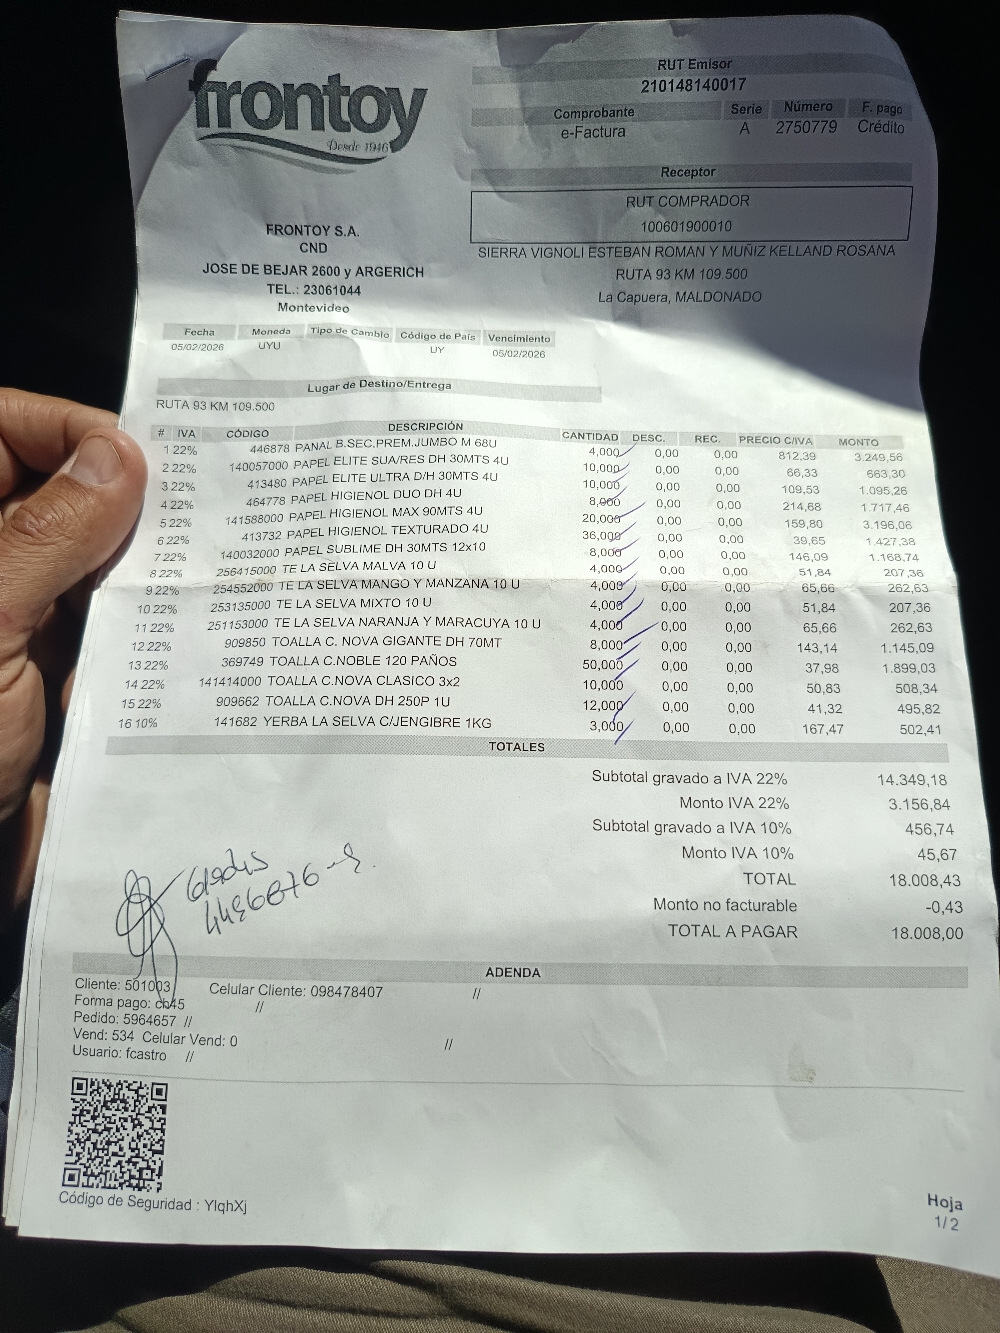 frontoy
Desde 1946
RUT Emisor
210148140017
Comprobante Serie Número F. pago
e-Factura A 2750779 Crédito
Receptor
RUT COMPRADOR
100601900010
SIERRA VIGNOLI ESTEBAN ROMAN Y MUÑIZ KELLAND ROSANA
RUTA 93 KM 109.500
La Capuera, MALDONADO
FRONTOY S.A.
CND
JOSE DE BEJAR 2600 y ARGERICH
TEL.: 23061044
Montevideo
Fecha Moneda Tipo de Cambio Código de País Vencimiento
05/02/2026 UYU UY 05/02/2026
Lugar de Destino/Entrega
RUTA 93 KM 109.500
# IVA CÓDIGO DESCRIPCIÓN CANTIDAD DESC. REC. PRECIO C/IVA MONTO
1 22% 446878 PANAL B.SEC.PREM.JUMBO M 68U 4,000 0,00 0,00 812,39 3.249,56
2 22% 140057000 PAPEL ELITE SUA/RES DH 30MTS 4U 10,000 0,00 0,00 66,33 663,30
3 22% 413480 PAPEL ELITE ULTRA D/H 30MTS 4U 10,000 0,00 0,00 109,53 1.095,26
4 22% 464778 PAPEL HIGIENOL DUO DH 4U 8,000 0,00 0,00 214,68 1.717,46
5 22% 141588000 PAPEL HIGIENOL MAX 90MTS 4U 20,000 0,00 0,00 159,80 3.196,06
6 22% 413732 PAPEL HIGIENOL TEXTURADO 4U 36,000 0,00 0,00 39,65 1.427,38
7 22% 140032000 PAPEL SUBLIME DH 30MTS 12x10 8,000 0,00 0,00 146,09 1.168,74
8 22% 256415000 TE LA SELVA MALVA 10 U 4,000 0,00 0,00 51,84 207,36
9 22% 254552000 TE LA SELVA MANGO Y MANZANA 10 U 4,000 0,00 0,00 65,66 262,63
10 22% 253135000 TE LA SELVA MIXTO 10 U 4,000 0,00 0,00 51,84 207,36
11 22% 251153000 TE LA SELVA NARANJA Y MARACUYA 10 U 4,000 0,00 0,00 65,66 262,63
12 22% 909850 TOALLA C. NOVA GIGANTE DH 70MT 8,000 0,00 0,00 143,14 1.145,09
13 22% 369749 TOALLA C.NOBLE 120 PAÑOS 50,000 0,00 0,00 37,98 1.899,03
14 22% 141414000 TOALLA C.NOVA CLASICO 3x2 10,000 0,00 0,00 50,83 508,34
15 22% 909662 TOALLA C.NOVA DH 250P 1U 12,000 0,00 0,00 41,32 495,82
16 10% 141682 YERBA LA SELVA C/JENGIBRE 1KG 3,000 0,00 0,00 167,47 502,41
TOTALES
Subtotal gravado a IVA 22% 14.349,18
Monto IVA 22% 3.156,84
Subtotal gravado a IVA 10% 456,74
Monto IVA 10% 45,67
TOTAL 18.008,43
Monto no facturable -0,43
TOTAL A PAGAR 18.008,00
ADENDA
Cliente: 501003 Celular Cliente: 098478407 //
Forma pago: cb45 //
Pedido: 5964657 //
Vend: 534 Celular Vend: 0 //
Usuario: fcastro //
Código de Seguridad : YlqhXj
Hoja
1/2